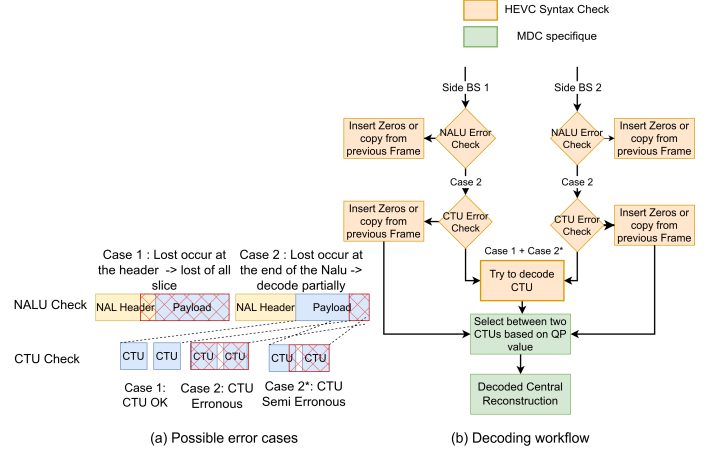 HEVC Syntax Check
MDC specifique
Side BS 1
Side BS 2
Insert Zeros or
copy from
previous Frame
NALU Error
Check
NALU Error
Check
Insert Zeros or
copy from
previous Frame
Case 2
Case 2
Insert Zeros or
copy from
previous Frame
CTU Error
Check
CTU Error
Check
Insert Zeros or
copy from
previous Frame
Case 1 + Case 2*
Try to decode
CTU
Select between two
CTUs based on QP
value
Decoded Central
Reconstruction
Case 1 : Lost occur at
the header -> lost of all
slice
Case 2 : Lost occur at
the end of the Nalu ->
decode partially
NALU Check
NAL Header
Payload
NAL Header
Payload
CTU Check
CTU
CTU
CTU
CTU
CTU
CTU
Case 1:
CTU OK
Case 2: CTU
Erronous
Case 2*: CTU
Semi Erronous
(a) Possible error cases
(b) Decoding workflow